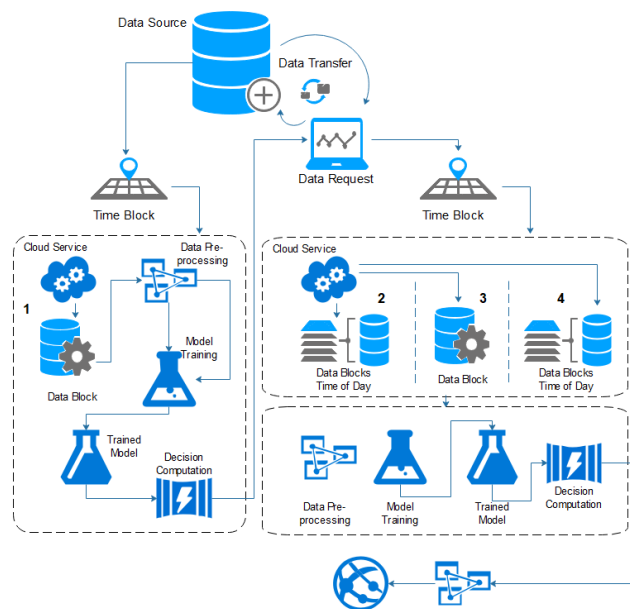 Data Source
Data Transfer
Data Request
Time Block
Time Block
Cloud Service
Data Pre-
processing
1
Model
Training
Data Block
Trained
Model
Decision
Computation
Cloud Service
2
3
4
Data Blocks
Time of Day
Data Block
Data Blocks
Time of Day
Data Pre-
processing
Model
Training
Trained
Model
Decision
Computation